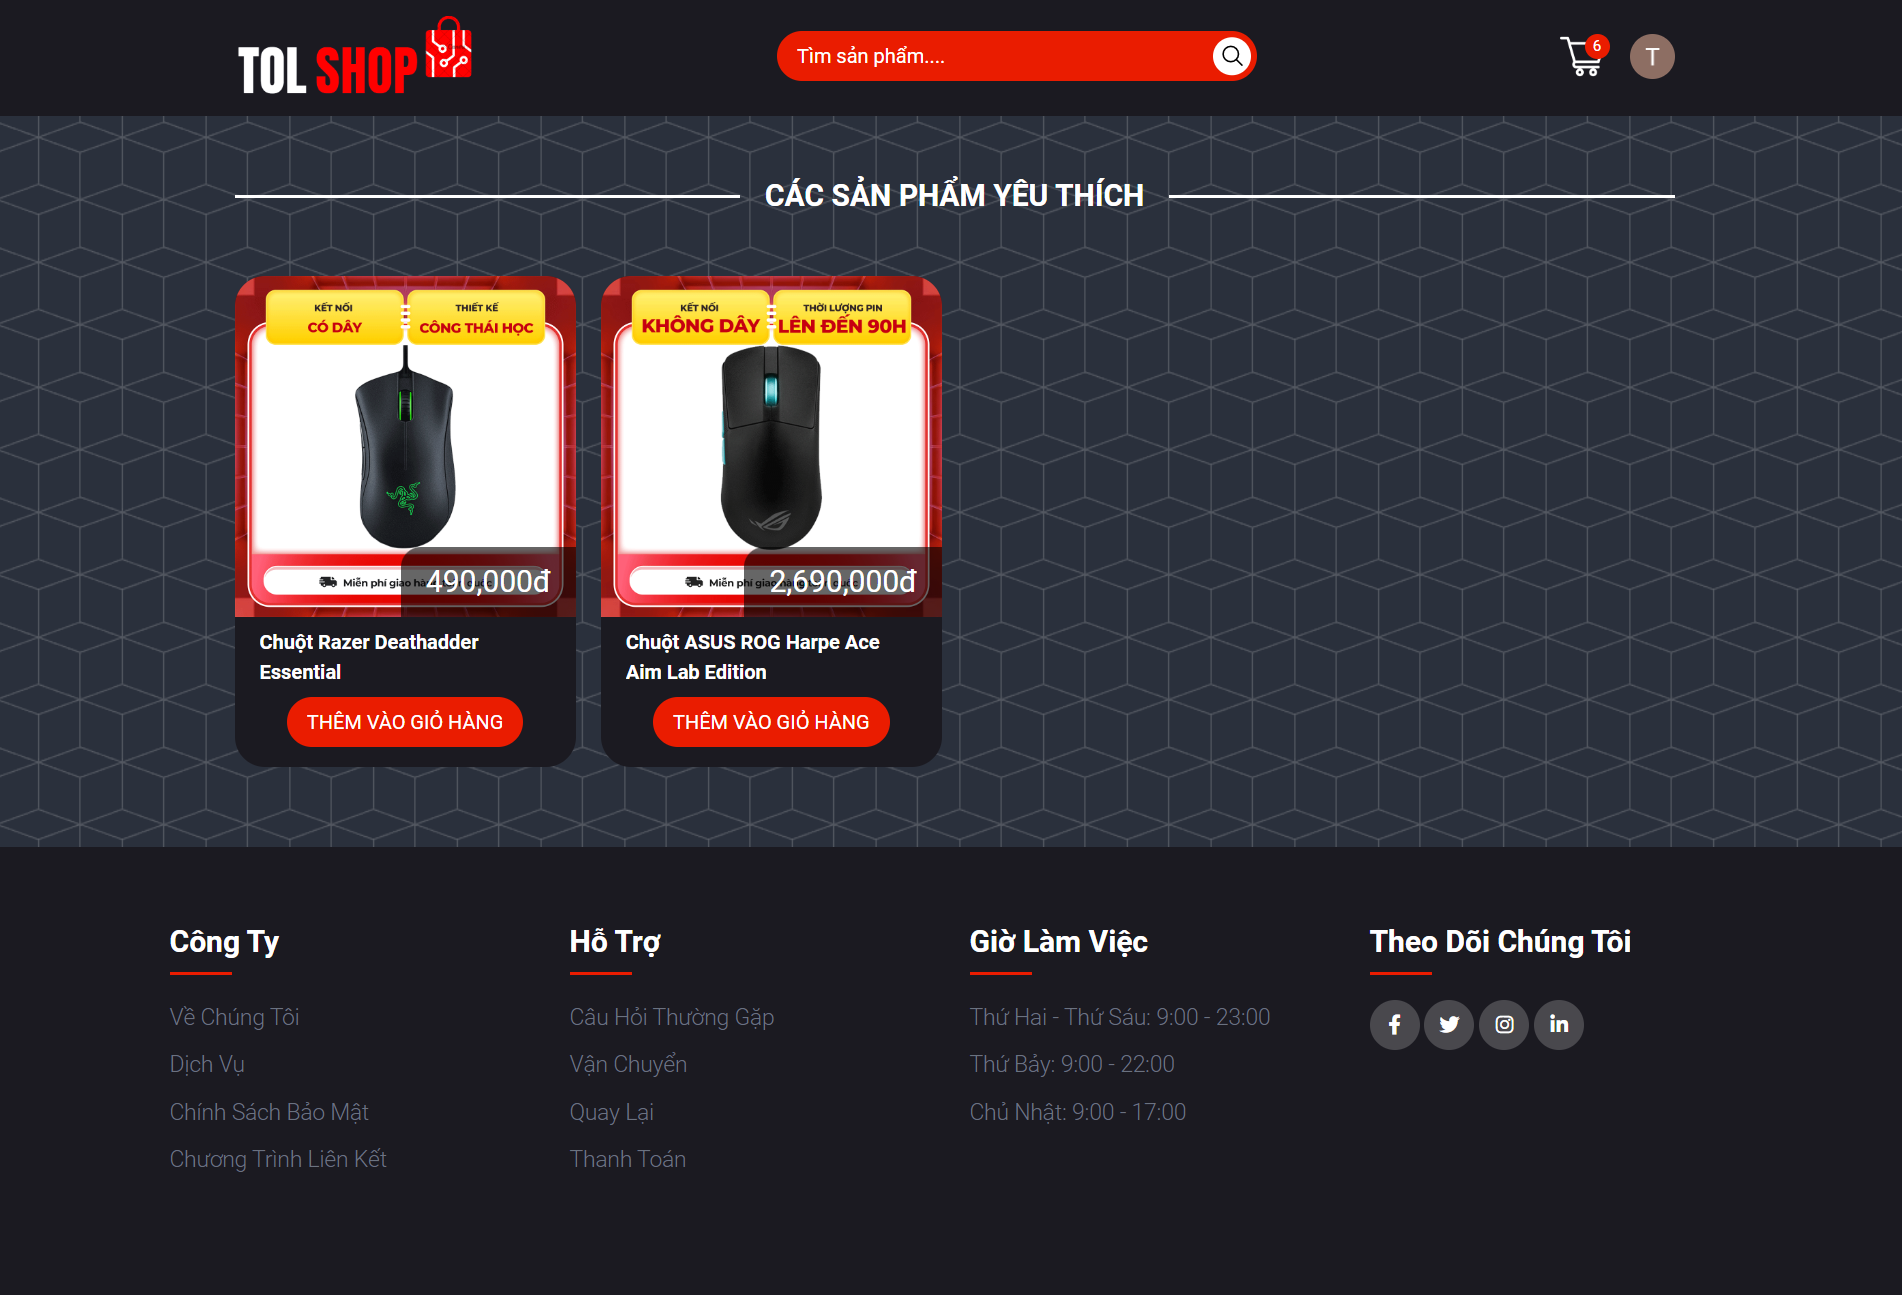 TOL SHOP
Tìm sản phẩm....
6
T
CÁC SẢN PHẨM YÊU THÍCH
KẾT NỐI
CÓ DÂY
THIẾT KẾ
CÔNG THÁI HỌC
Miễn phí giao hàng
490,000đ
Chuột Razer Deathadder
Essential
THÊM VÀO GIỎ HÀNG
KẾT NỐI
KHÔNG DÂY
THỜI LƯỢNG PIN
LÊN ĐẾN 90H
Miễn phí giao hàng toàn quốc
2,690,000đ
Chuột ASUS ROG Harpe Ace
Aim Lab Edition
THÊM VÀO GIỎ HÀNG
Công Ty
Về Chúng Tôi
Dịch Vụ
Chính Sách Bảo Mật
Chương Trình Liên Kết
Hỗ Trợ
Câu Hỏi Thường Gặp
Vận Chuyển
Quay Lại
Thanh Toán
Giờ Làm Việc
Thứ Hai - Thứ Sáu: 9:00 - 23:00
Thứ Bảy: 9:00 - 22:00
Chủ Nhật: 9:00 - 17:00
Theo Dõi Chúng Tôi